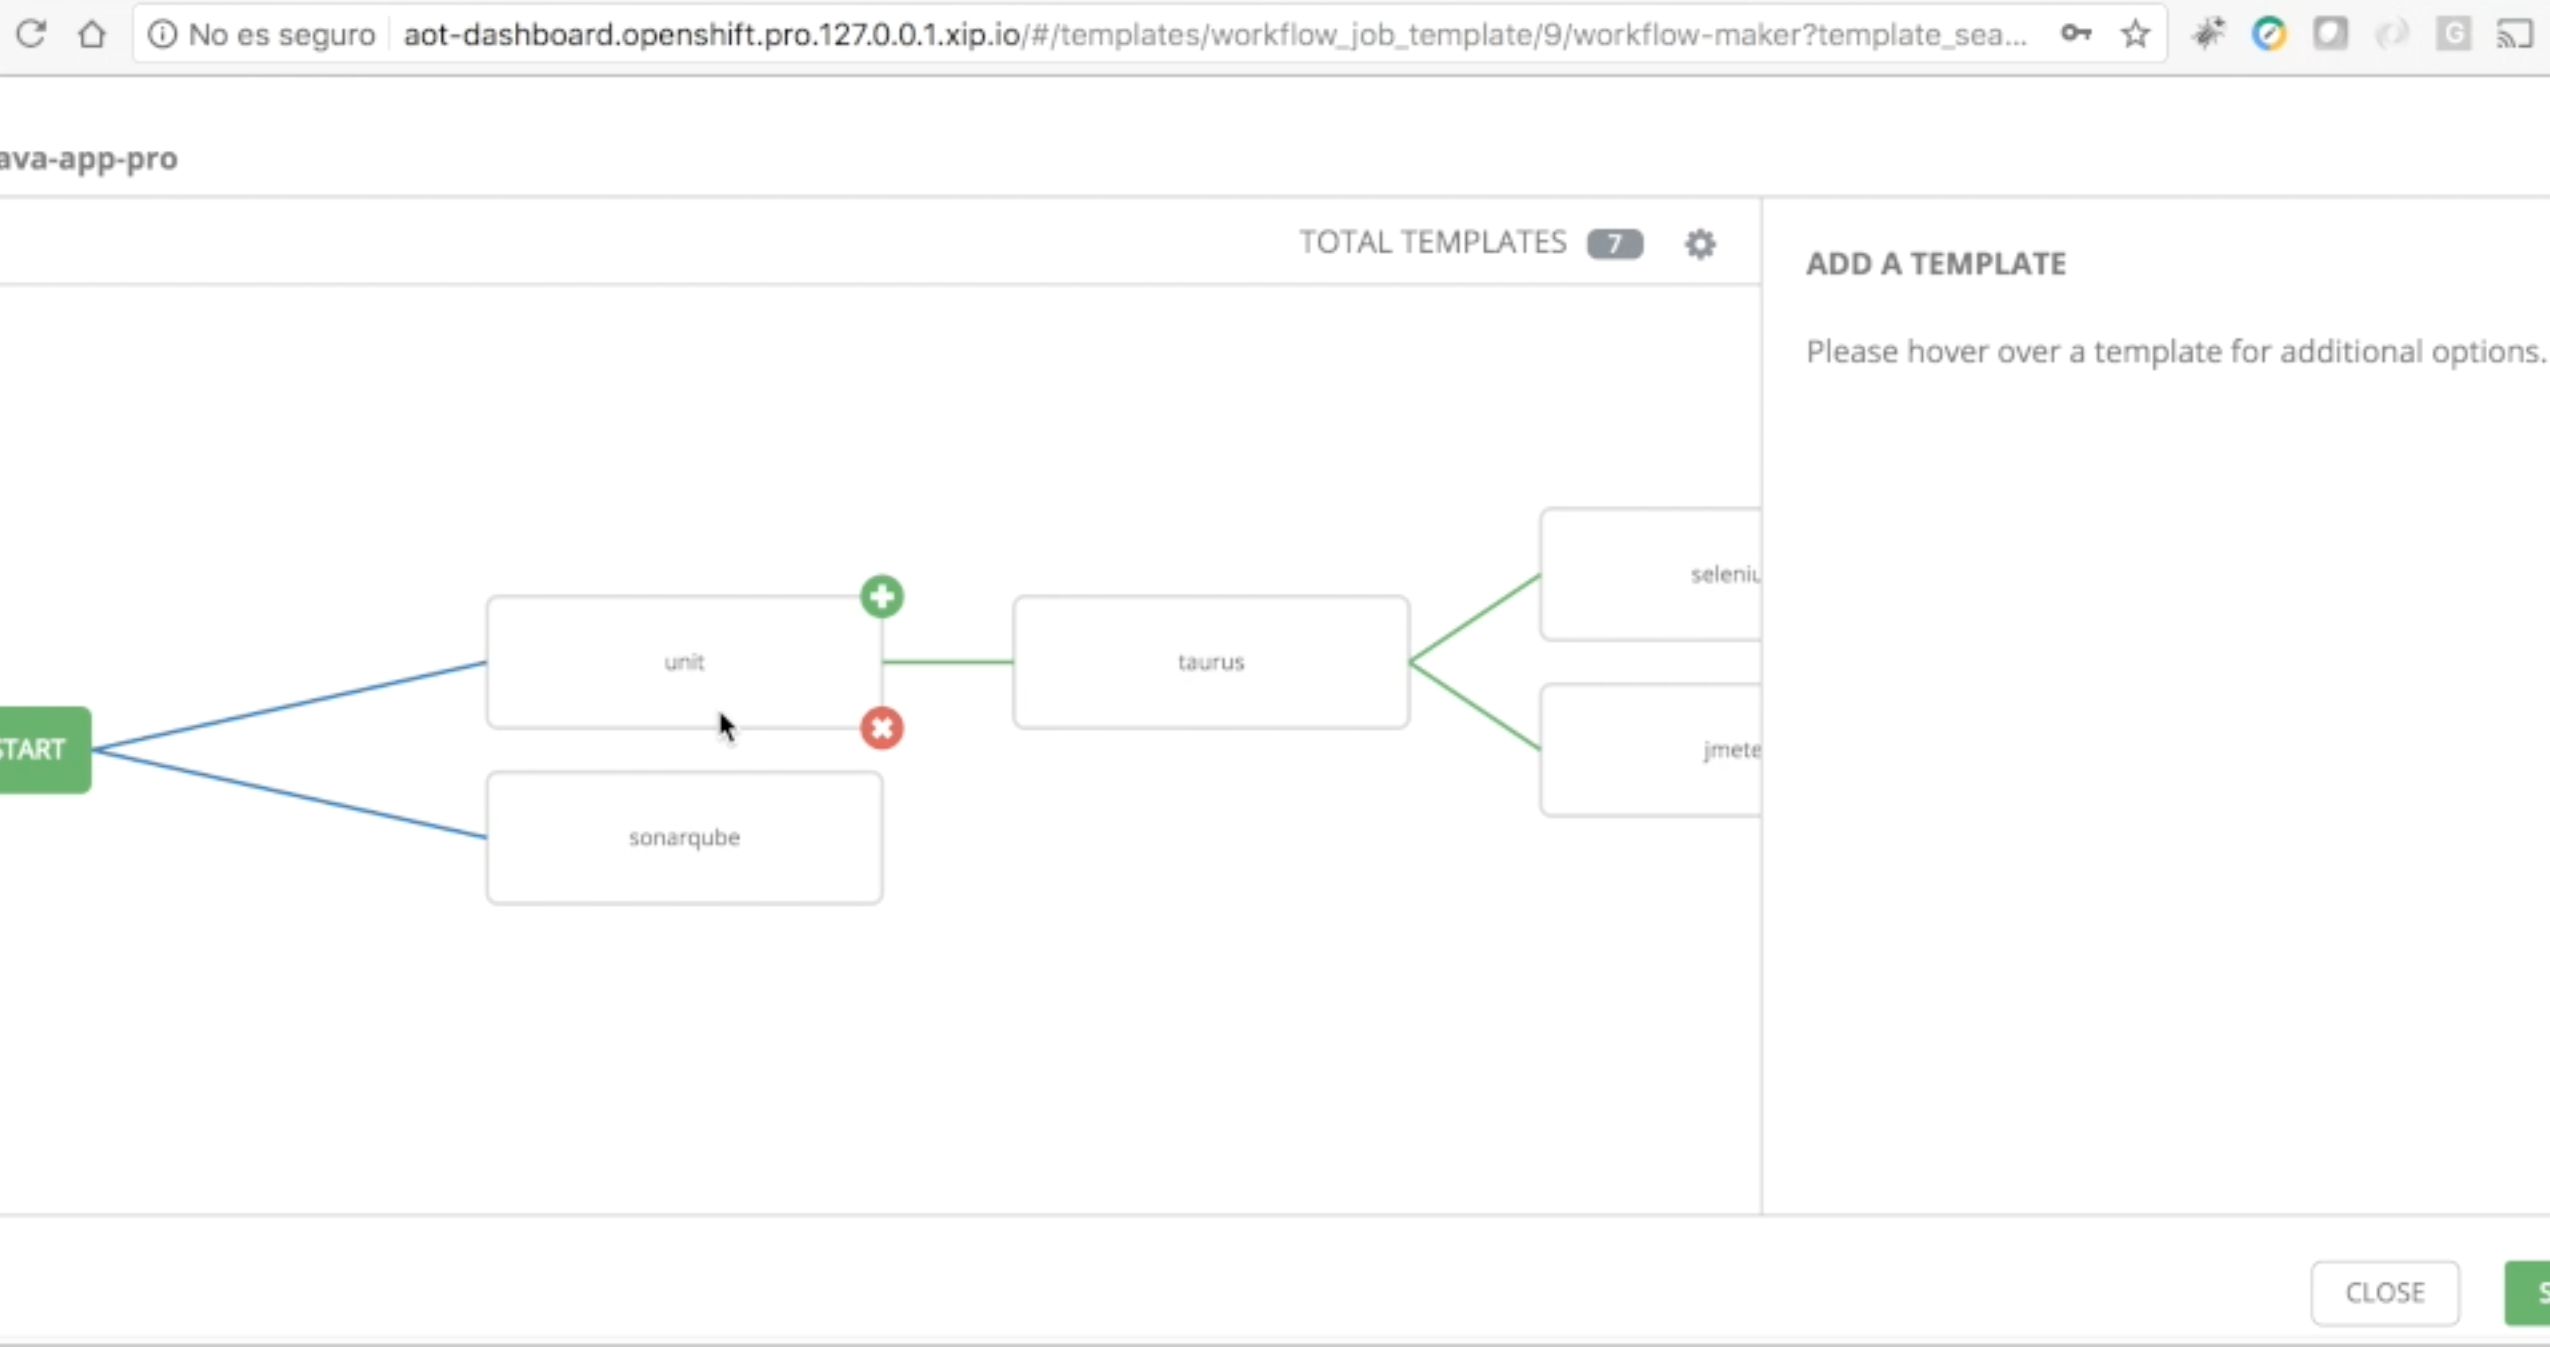 No es seguro aot-dashboard.openshift.pro.127.0.0.1.xip.io/#/templates/workflow_job_template/9/workflow-maker?template_sea...
ava-app-pro
TOTAL TEMPLATES 7
ADD A TEMPLATE
Please hover over a template for additional options.
seleniu
unit
taurus
START
jmete
sonarqube
CLOSE
S